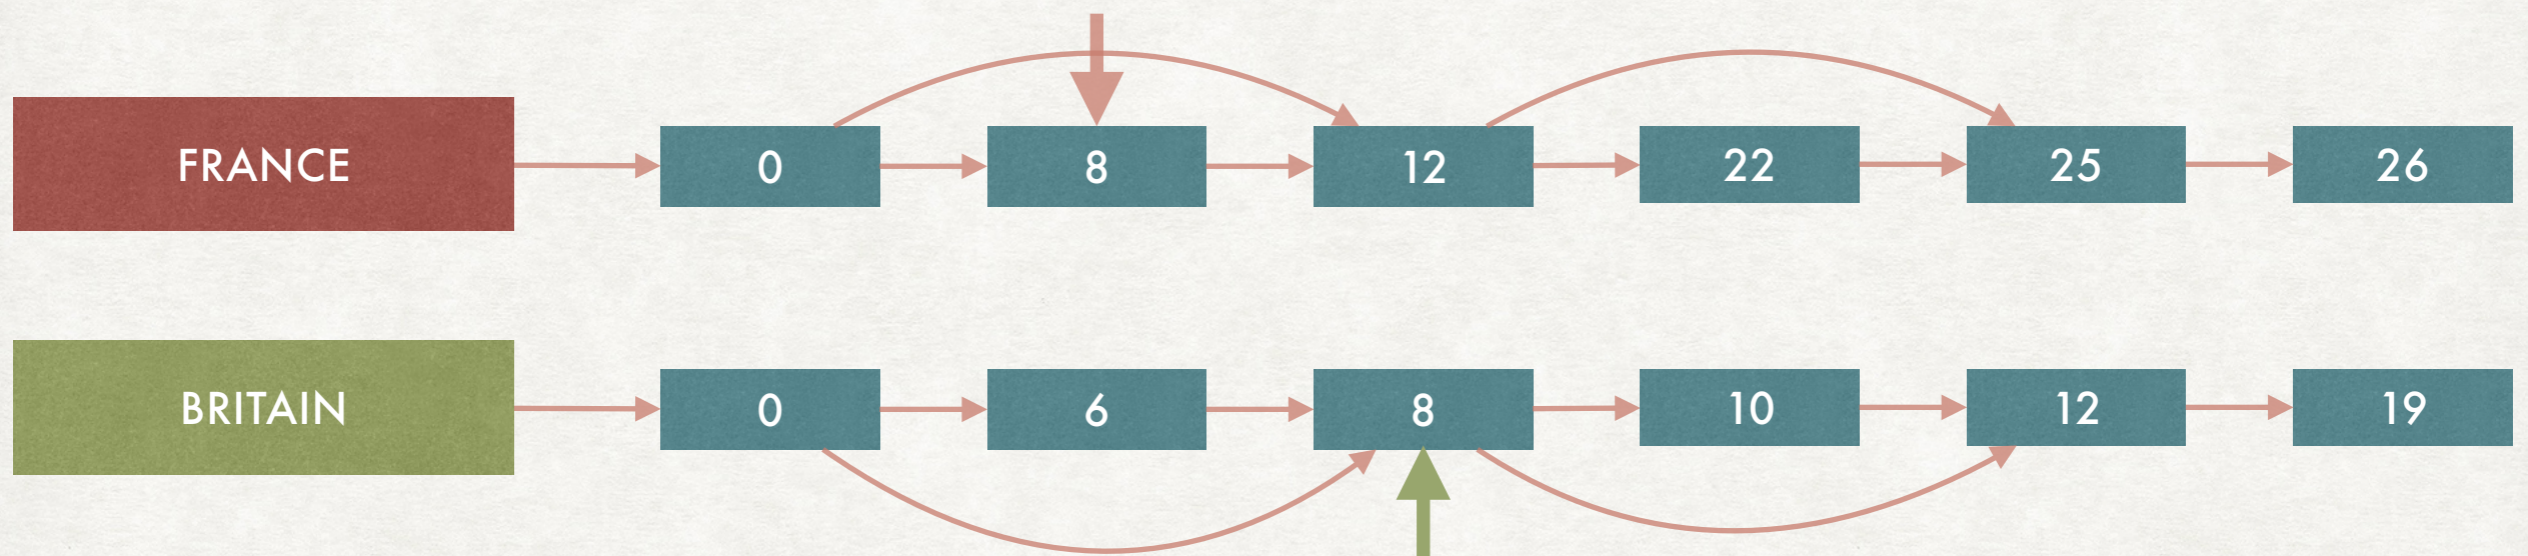 FRANCE 0 8 12 22 25 26
BRITAIN 0 6 8 10 12 19